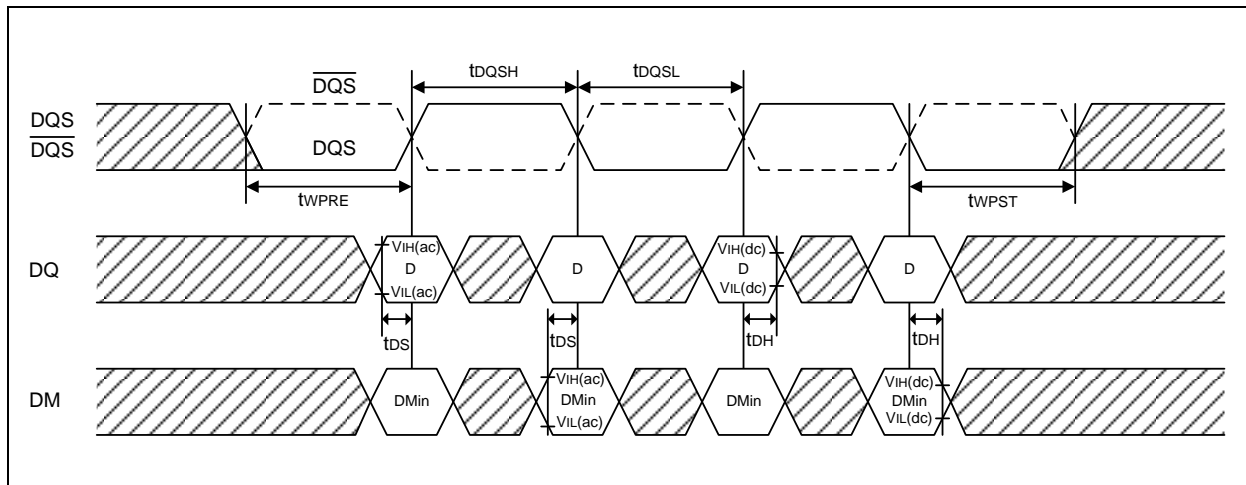 tDQSH
tDQSL
DQS
DQS
DQS
DQS
tWPRE
tWPST
DQ
VIH(ac)
D
VIL(ac)
D
VIH(dc)
D
VIL(dc)
D
tDS
tDS
tDH
tDH
DM
DMin
VIH(ac)
DMin
VIL(ac)
DMin
VIH(dc)
DMin
VIL(dc)